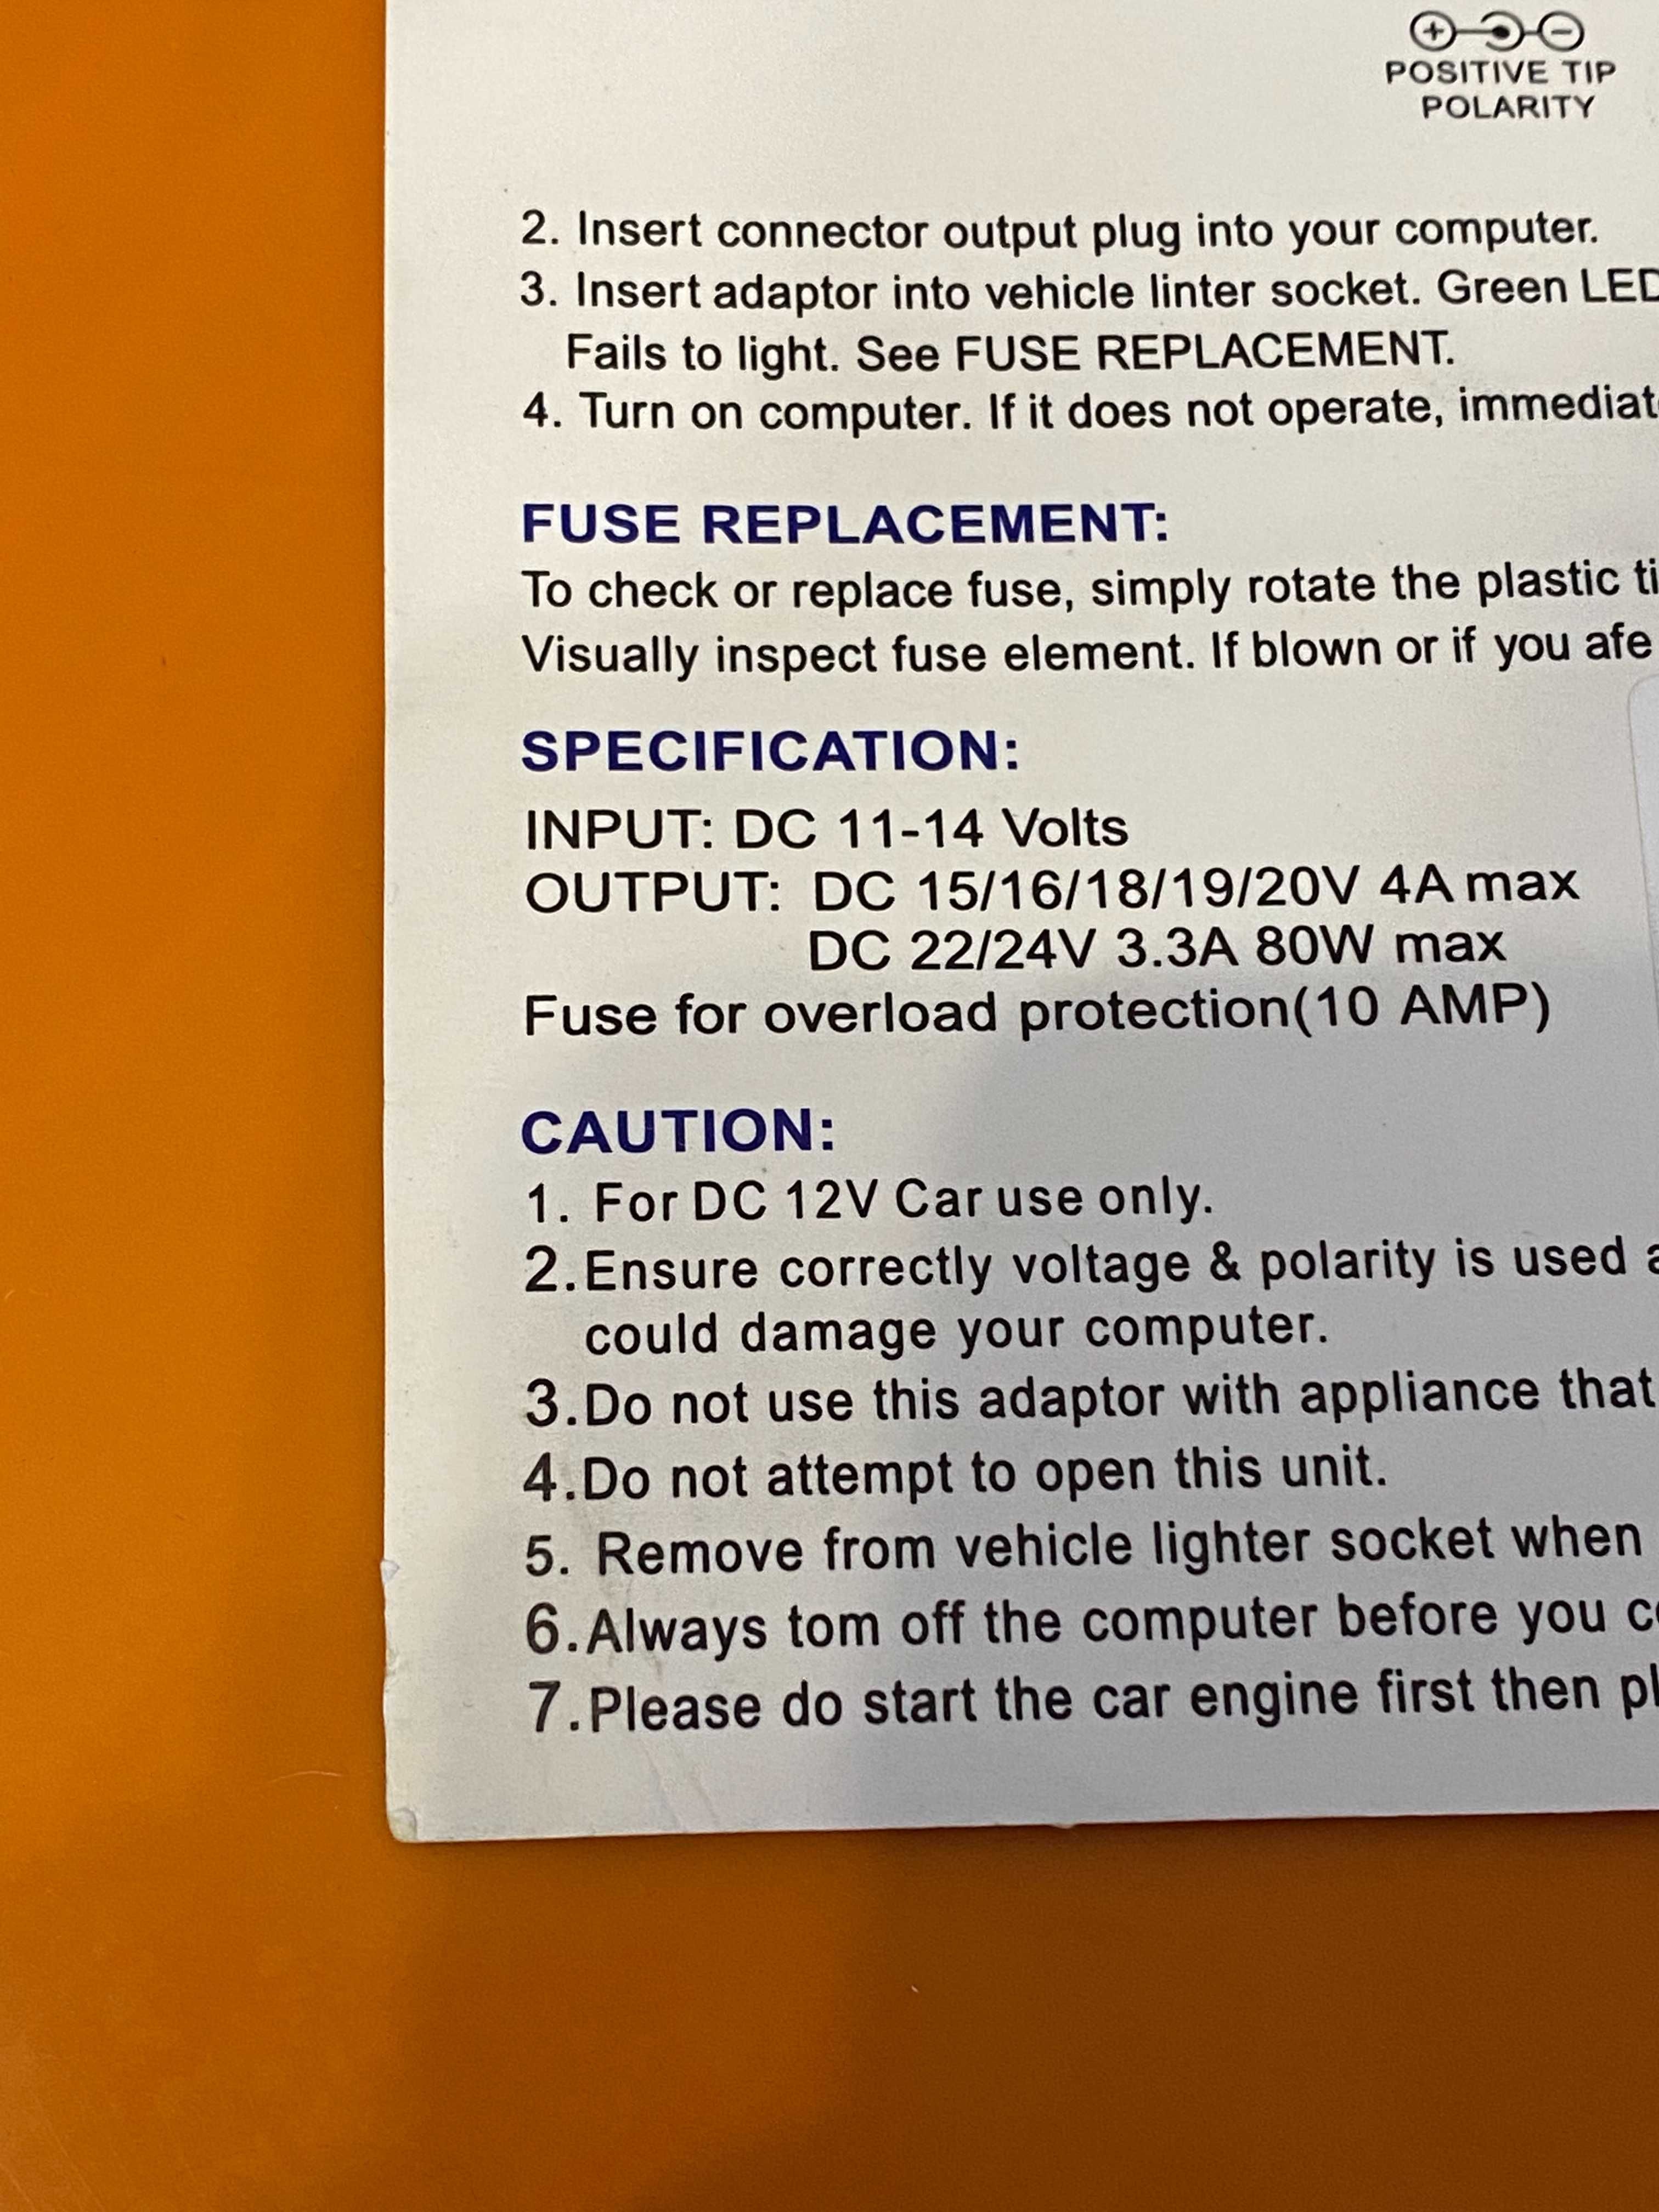 POSITIVE TIP
POLARITY
2. Insert connector output plug into your computer.
3. Insert adaptor into vehicle linter socket. Green LED
Fails to light. See FUSE REPLACEMENT.
4. Turn on computer. If it does not operate, immediat
FUSE REPLACEMENT:
To check or replace fuse, simply rotate the plastic ti
Visually inspect fuse element. If blown or if you afe
SPECIFICATION:
INPUT: DC 11-14 Volts
OUTPUT: DC 15/16/18/19/20V 4A max
DC 22/24V 3.3A 80W max
Fuse for overload protection(10 AMP)
CAUTION:
1. For DC 12V Car use only.
2.Ensure correctly voltage & polarity is used a
could damage your computer.
3.Do not use this adaptor with appliance that
4.Do not attempt to open this unit.
5. Remove from vehicle lighter socket when
6.Always tom off the computer before you c
7.Please do start the car engine first then pl